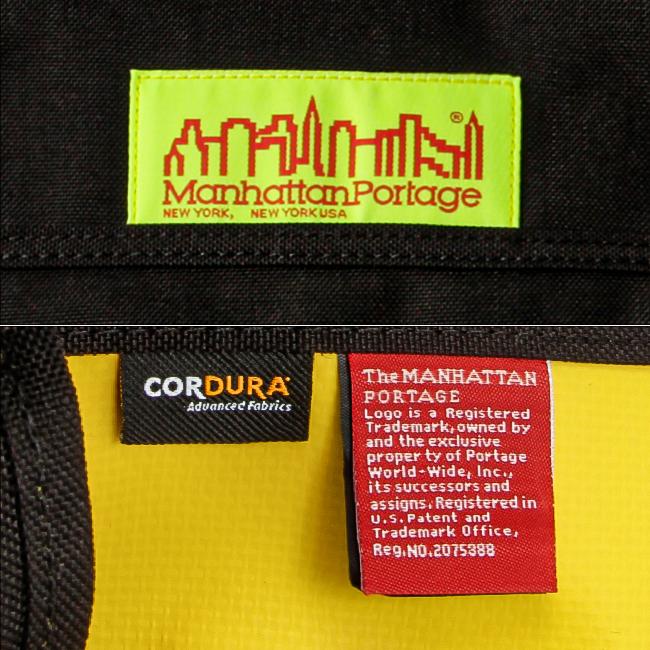 ®
ManhattanPortage
NEW YORK, NEW YORK USA
CORDURA
Advanced Fabrics
The MANHATTAN
PORTAGE
Logo is a Registered
Trademark, owned by
and the exclusive
property of Portage
World-Wide, Inc.,
its successors and
assigns. Registered in
U.S. Patent and
Trademark Office,
Reg.NO.2075388